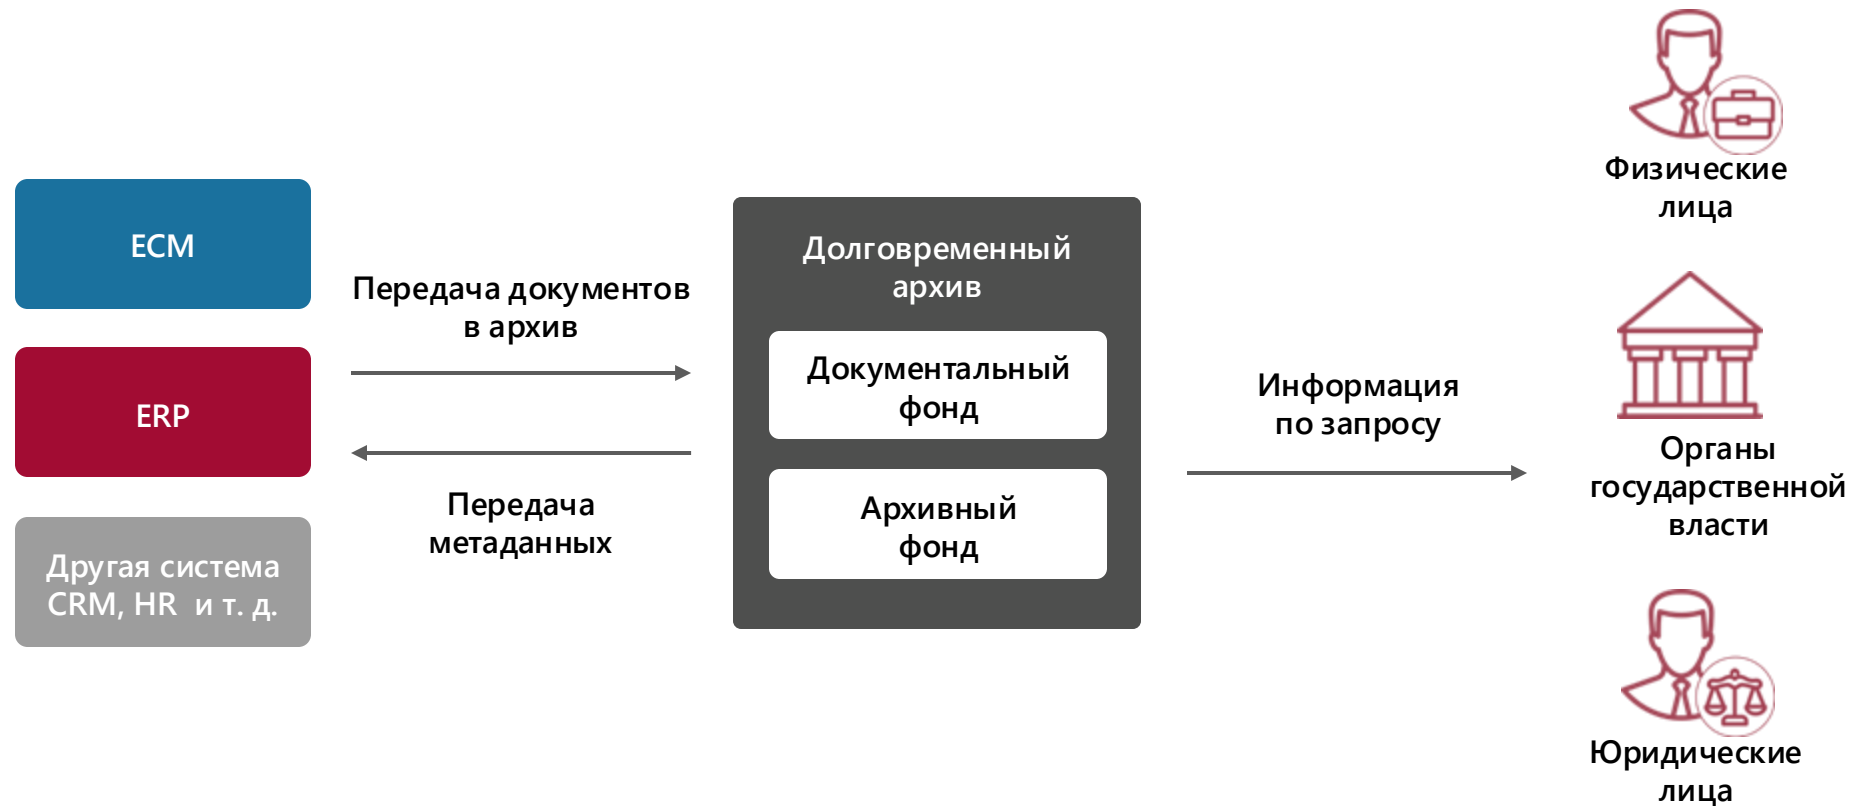 ECM
ERP
Другая система
CRM, HR  и т. д.
Передача документов
в архив
Передача
метаданных
Долговременный
архив
Документальный
фонд
Архивный
фонд
Информация
по запросу
Физические
лица
Органы
государственной
власти
Юридические
лица